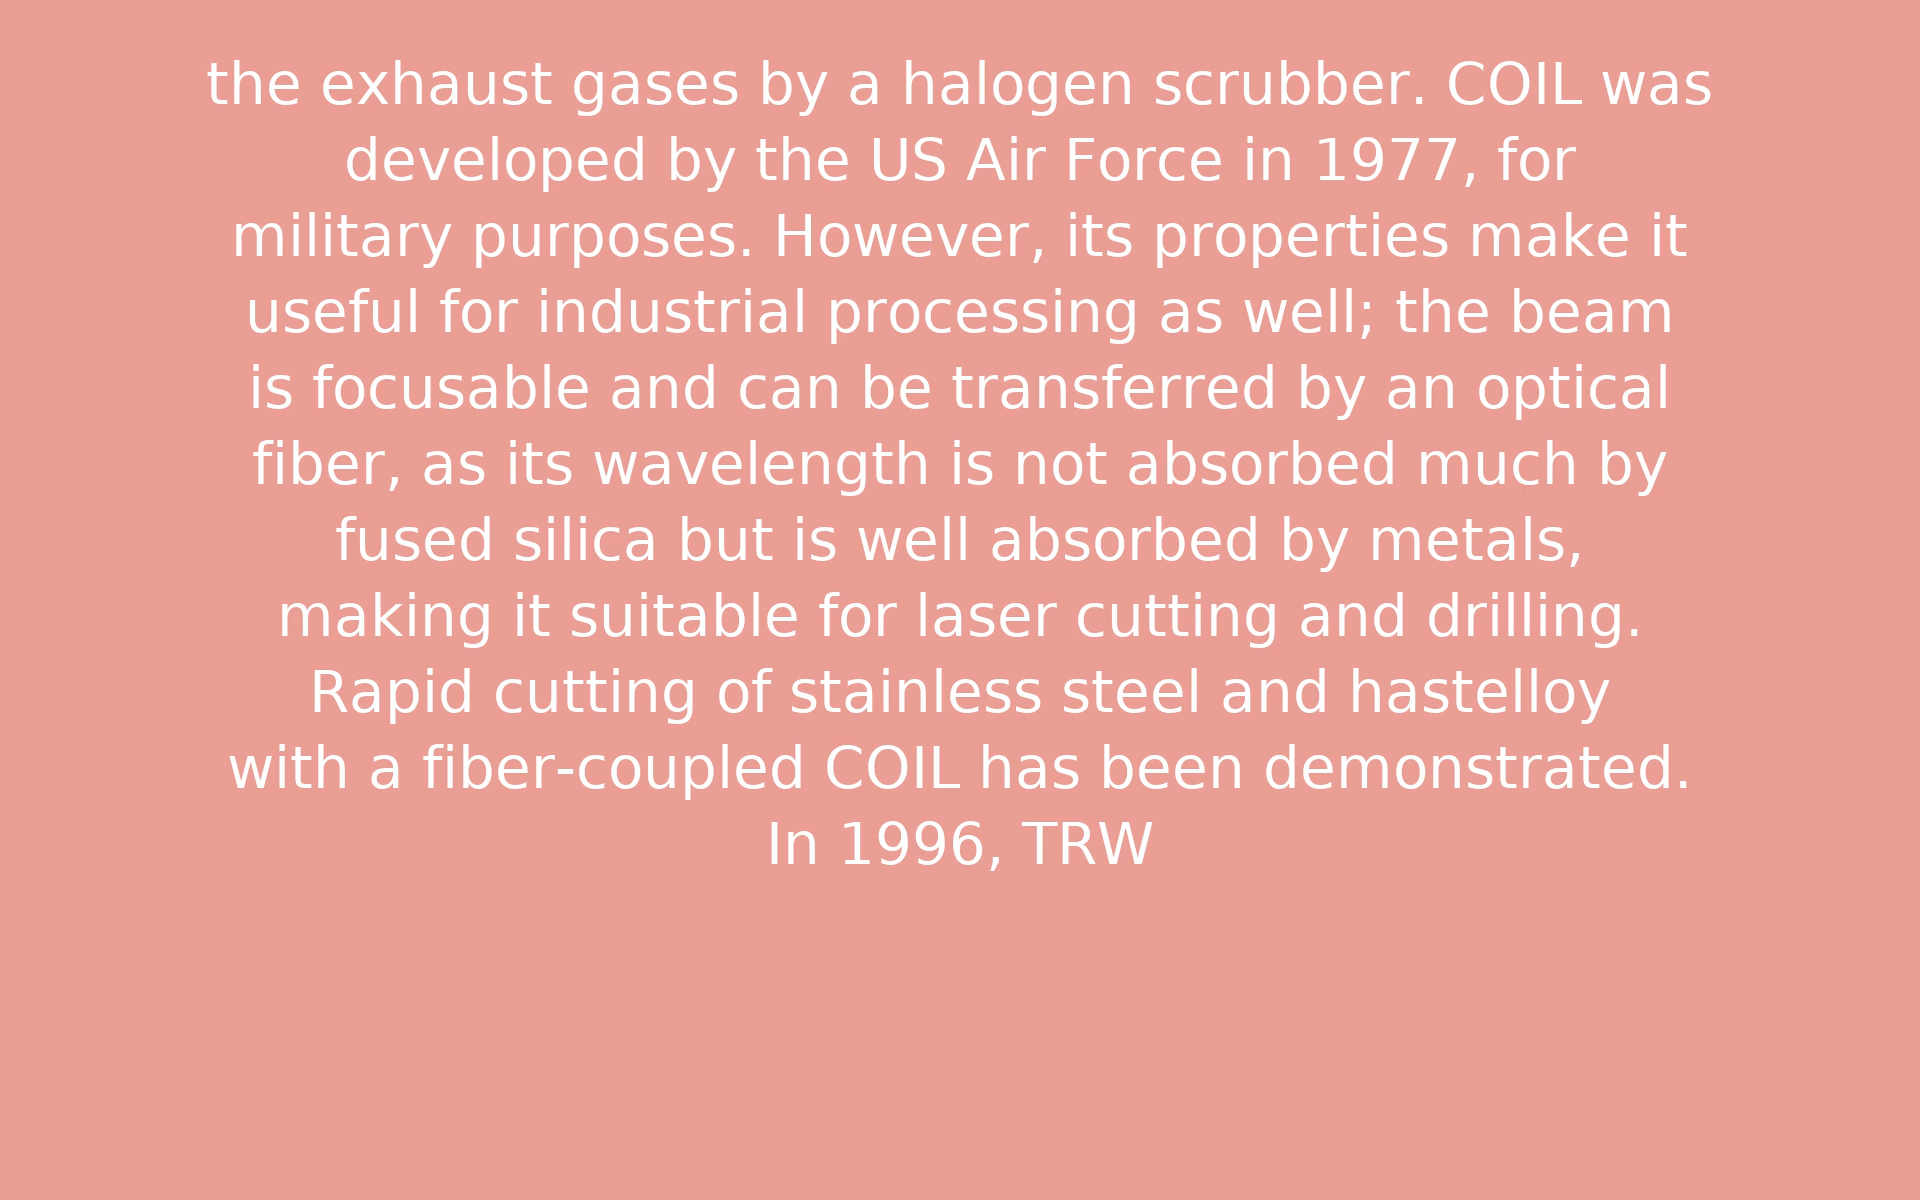 the exhaust gases by a halogen scrubber. COIL was
developed by the US Air Force in 1977, for
military purposes. However, its properties make it
useful for industrial processing as well; the beam
is focusable and can be transferred by an optical
fiber, as its wavelength is not absorbed much by
fused silica but is well absorbed by metals,
making it suitable for laser cutting and drilling.
Rapid cutting of stainless steel and hastelloy
with a fiber-coupled COIL has been demonstrated.
In 1996, TRW